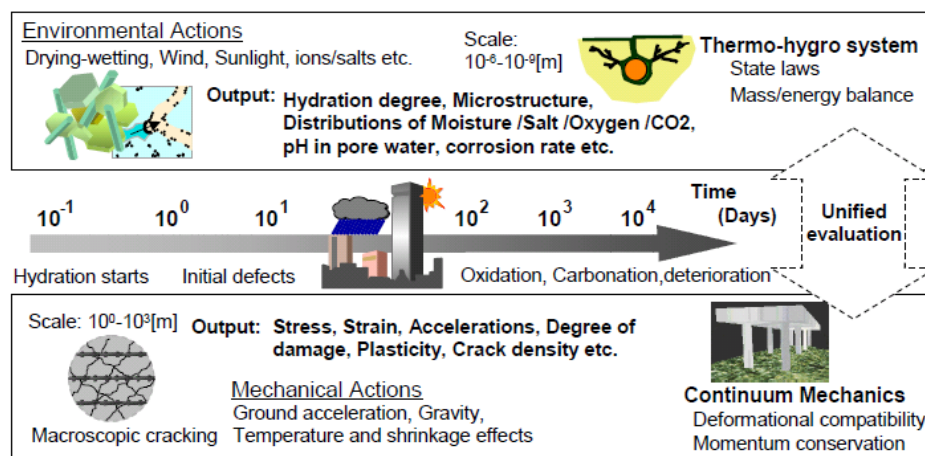 Environmental Actions
Drying-wetting, Wind, Sunlight, ions/salts etc.
Scale:
10⁻⁶-10⁻⁹[m]
Thermo-hygro system
State laws
Mass/energy balance
Output: Hydration degree, Microstructure,
Distributions of Moisture /Salt /Oxygen /CO2,
pH in pore water, corrosion rate etc.
10⁻¹ 10⁰ 10¹ 10² 10³ 10⁴ Time
(Days)
Unified
evaluation
Hydration starts Initial defects Oxidation, Carbonation,deterioration
Scale: 10⁰-10³[m]
Output: Stress, Strain, Accelerations, Degree of
damage, Plasticity, Crack density etc.
Mechanical Actions
Ground acceleration, Gravity,
Temperature and shrinkage effects
Macroscopic cracking
Continuum Mechanics
Deformational compatibility
Momentum conservation